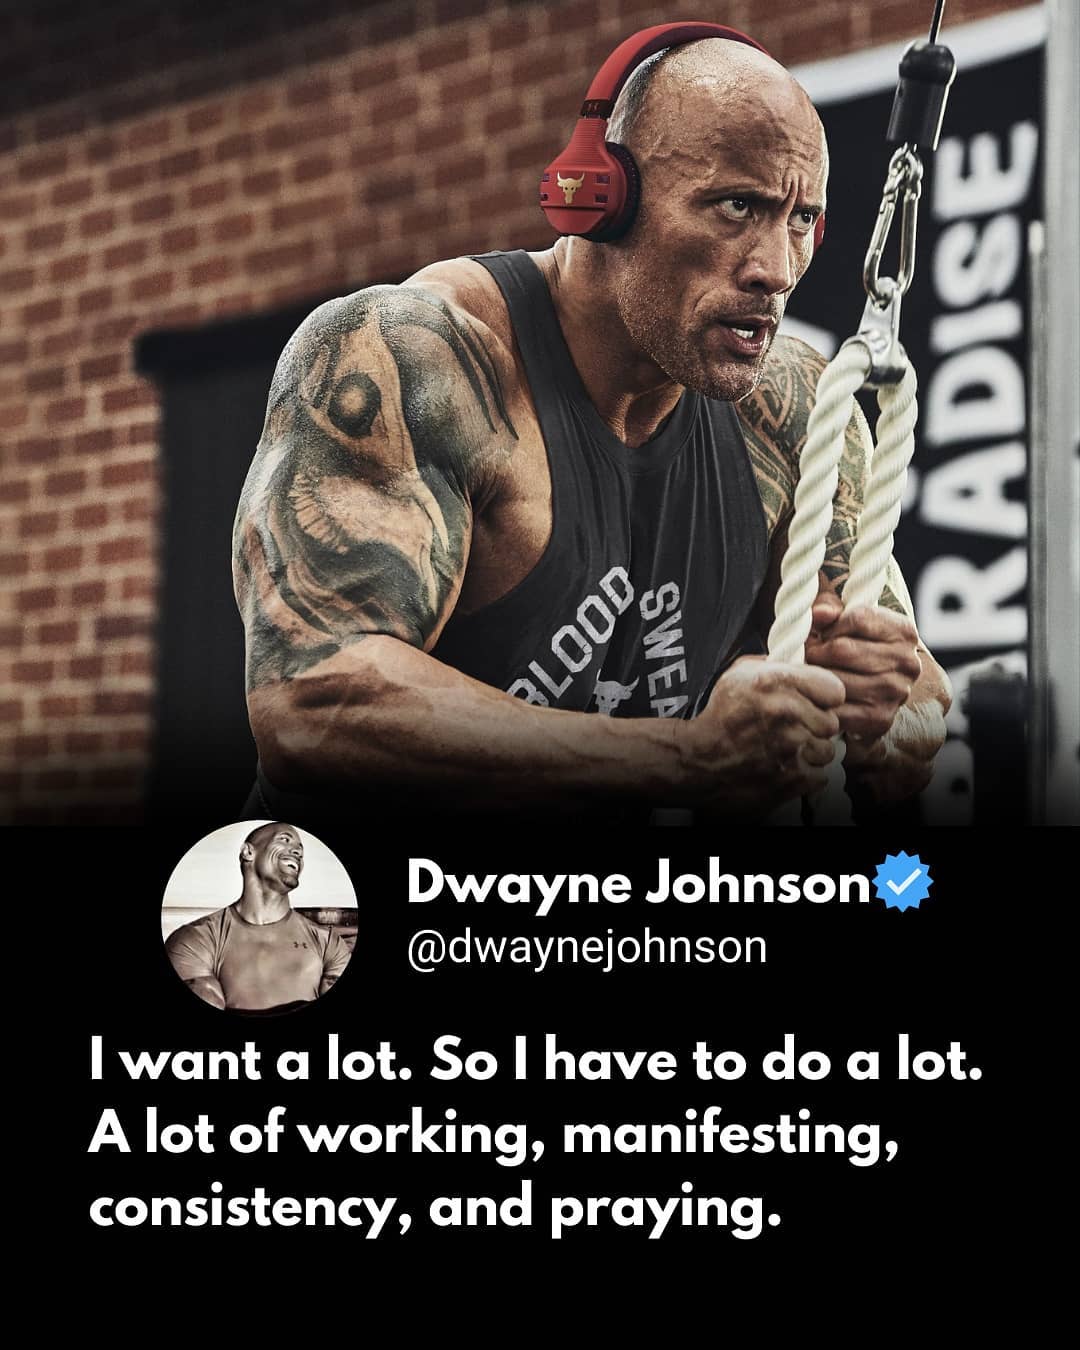 PARADISE
BLOOD SWEA
Dwayne Johnson
@dwaynejohnson
I want a lot. So I have to do a lot.
A lot of working, manifesting,
consistency, and praying.